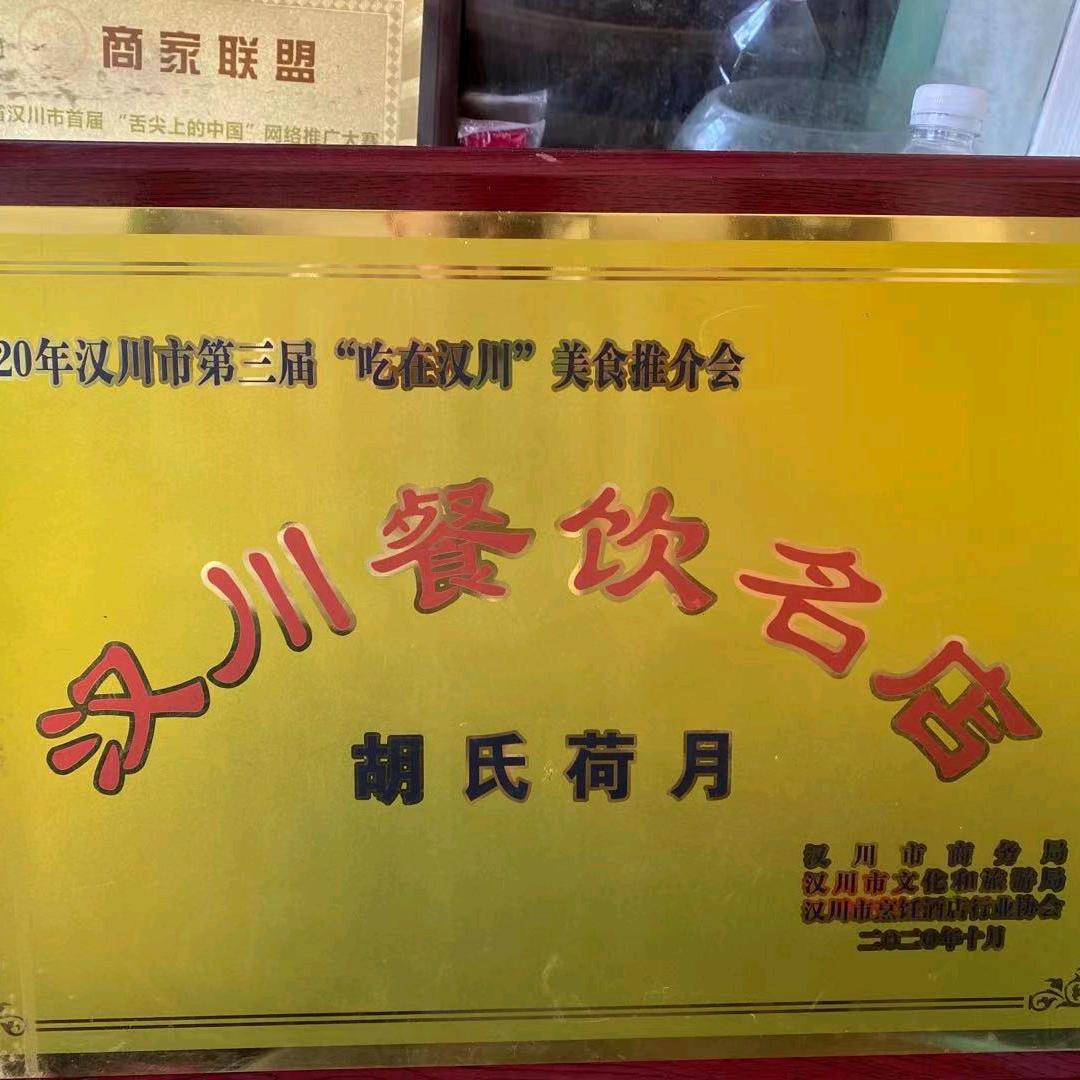 商家联盟
汉川市首届“舌尖上的中国”网络推广大赛
20年汉川市第三届“吃在汉川”美食推介会
汉川餐饮名店
胡氏荷月
汉川市商务局
汉川市文化和旅游局
汉川市烹饪酒店行业协会
二〇二〇年十月